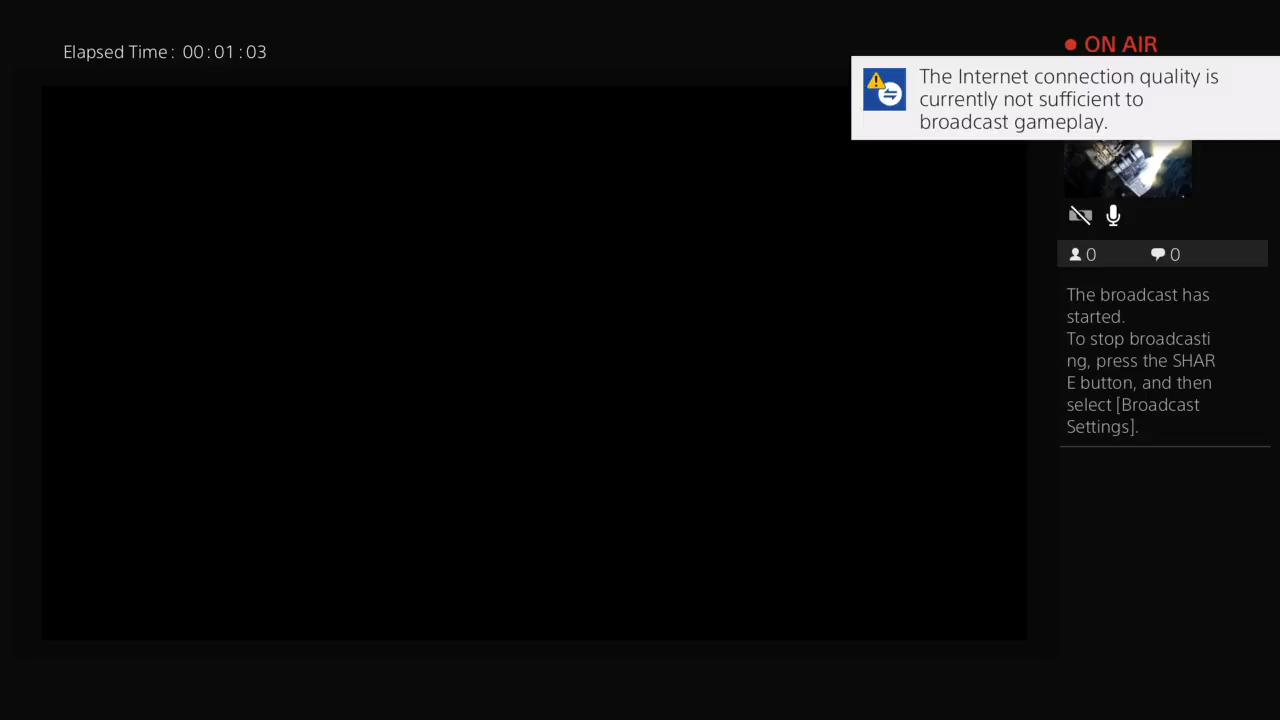 Elapsed Time: 00:01:03
ON AIR
The Internet connection quality is
currently not sufficient to
broadcast gameplay.
0
0
The broadcast has
started.
To stop broadcasti
ng, press the SHAR
E button, and then
select [Broadcast
Settings].